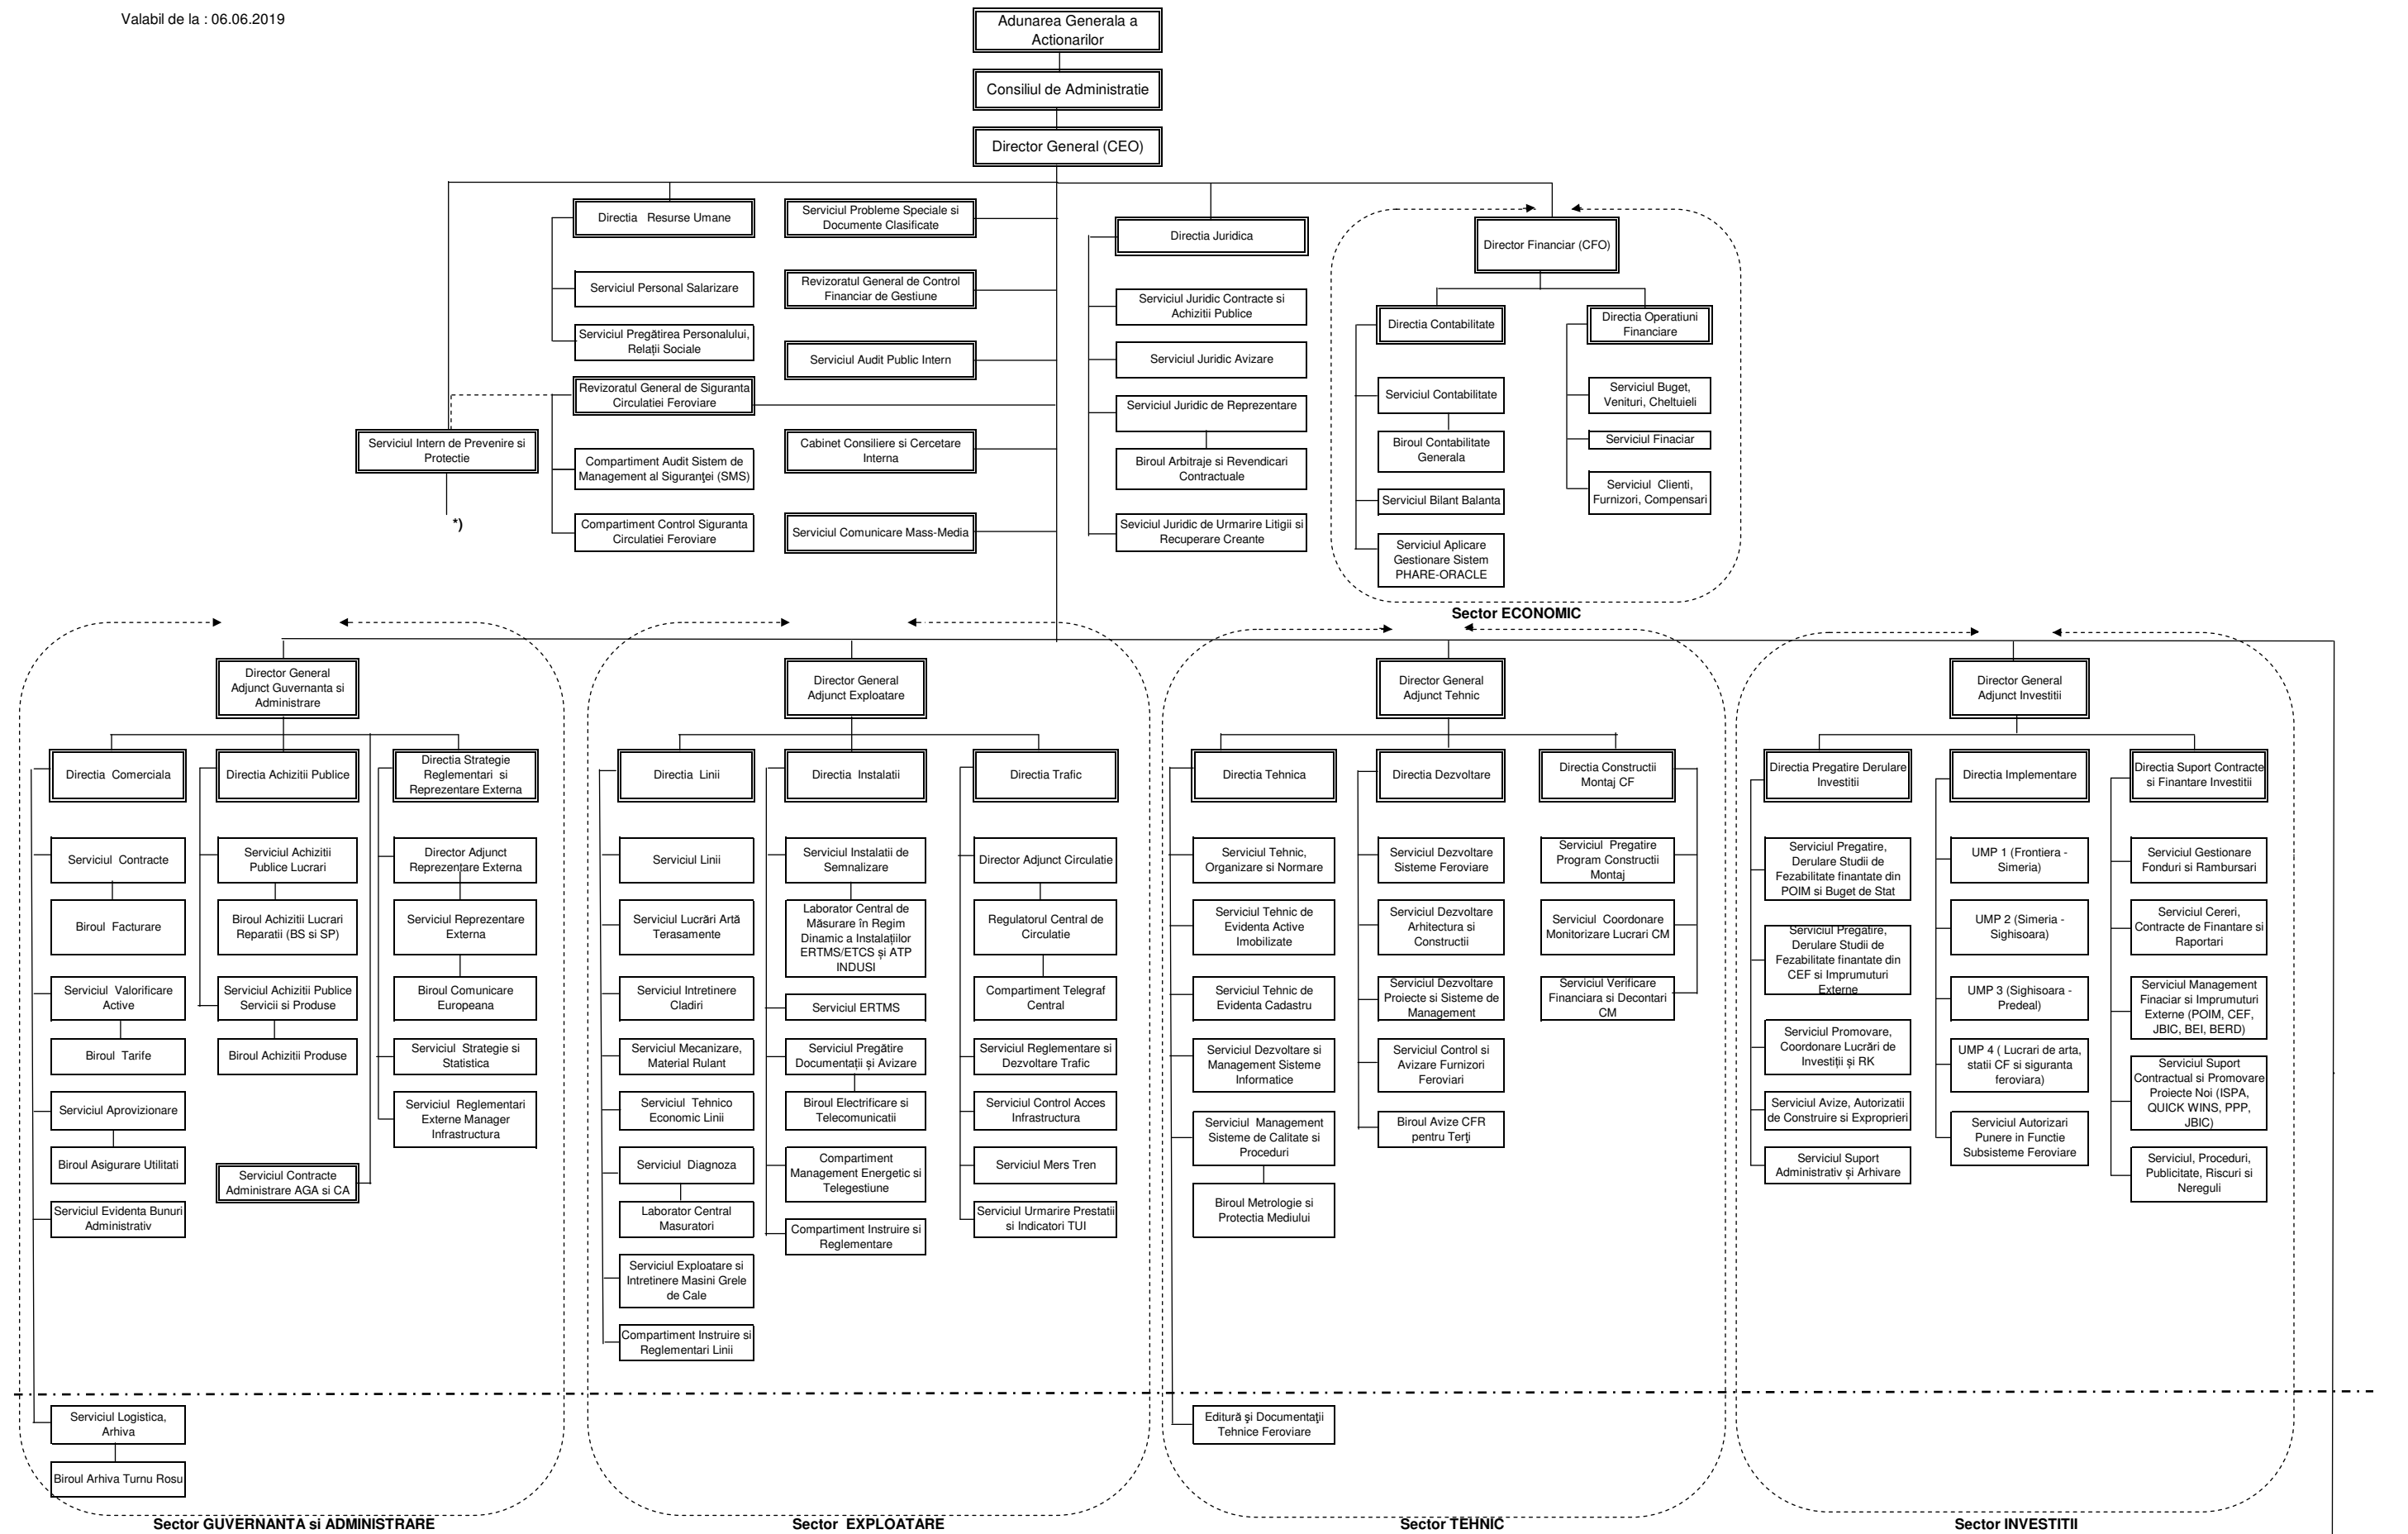 Valabil de la : 06.06.2019
Adunarea Generala a
Actionarilor
Consiliul de Administratie
Director General (CEO)
Directia Resurse Umane
Serviciul Personal Salarizare
Serviciul Pregătirea Personalului,
Relații Sociale
Revizoratul General de Siguranta
Circulatiei Feroviare
Serviciul Intern de Prevenire si
Protectie
*)
Compartiment Audit Sistem de
Management al Siguranţei (SMS)
Compartiment Control Siguranta
Circulatiei Feroviare
Serviciul Probleme Speciale si
Documente Clasificate
Revizoratul General de Control
Financiar de Gestiune
Serviciul Audit Public Intern
Cabinet Consiliere si Cercetare
Interna
Serviciul Comunicare Mass-Media
Directia Juridica
Serviciul Juridic Contracte si
Achizitii Publice
Serviciul Juridic Avizare
Serviciul Juridic de Reprezentare
Biroul Arbitraje si Revendicari
Contractuale
Seviciul Juridic de Urmarire Litigii si
Recuperare Creante
Director Financiar (CFO)
Directia Contabilitate
Serviciul Contabilitate
Biroul Contabilitate
Generala
Serviciul Bilant Balanta
Serviciul Aplicare
Gestionare Sistem
PHARE-ORACLE
Directia Operatiuni
Financiare
Serviciul Buget,
Venituri, Cheltuieli
Serviciul Finaciar
Serviciul Clienti,
Furnizori, Compensari
Sector ECONOMIC
Director General
Adjunct Guvernanta si
Administrare
Directia Comerciala
Serviciul Contracte
Biroul Facturare
Serviciul Valorificare
Active
Biroul Tarife
Serviciul Aprovizionare
Biroul Asigurare Utilitati
Serviciul Evidenta Bunuri
Administrativ
Serviciul Logistica,
Arhiva
Biroul Arhiva Turnu Rosu
Directia Achizitii Publice
Serviciul Achizitii
Publice Lucrari
Biroul Achizitii Lucrari
Reparatii (BS si SP)
Serviciul Achizitii Publice
Servicii si Produse
Biroul Achizitii Produse
Serviciul Contracte
Administrare AGA si CA
Directia Strategie
Reglementari si
Reprezentare Externa
Director Adjunct
Reprezentare Externa
Serviciul Reprezentare
Externa
Biroul Comunicare
Europeana
Serviciul Strategie si
Statistica
Serviciul Reglementari
Externe Manager
Infrastructura
Sector GUVERNANTA si ADMINISTRARE
Director General
Adjunct Exploatare
Directia Linii
Serviciul Linii
Serviciul Lucrări Artă
Terasamente
Serviciul Intretinere
Cladiri
Serviciul Mecanizare,
Material Rulant
Serviciul Tehnico
Economic Linii
Serviciul Diagnoza
Laborator Central
Masuratori
Serviciul Exploatare si
Intretinere Masini Grele
de Cale
Compartiment Instruire si
Reglementari Linii
Directia Instalatii
Serviciul Instalatii de
Semnalizare
Laborator Central de
Măsurare în Regim
Dinamic a Instalațiilor
ERTMS/ETCS și ATP
INDUSI
Serviciul ERTMS
Serviciul Pregătire
Documentații și Avizare
Biroul Electrificare si
Telecomunicatii
Compartiment
Management Energetic si
Telegestiune
Compartiment Instruire si
Reglementare
Directia Trafic
Director Adjunct Circulatie
Regulatorul Central de
Circulatie
Compartiment Telegraf
Central
Serviciul Reglementare si
Dezvoltare Trafic
Serviciul Control Acces
Infrastructura
Serviciul Mers Tren
Serviciul Urmarire Prestatii
si Indicatori TUI
Sector EXPLOATARE
Director General
Adjunct Tehnic
Directia Tehnica
Serviciul Tehnic,
Organizare si Normare
Serviciul Tehnic de
Evidenta Active
Imobilizate
Serviciul Tehnic de
Evidenta Cadastru
Serviciul Dezvoltare si
Management Sisteme
Informatice
Serviciul Management
Sisteme de Calitate si
Proceduri
Biroul Metrologie si
Protectia Mediului
Editură şi Documentaţii
Tehnice Feroviare
Directia Dezvoltare
Serviciul Dezvoltare
Sisteme Feroviare
Serviciul Dezvoltare
Arhitectura si
Constructii
Serviciul Dezvoltare
Proiecte si Sisteme de
Management
Serviciul Control si
Avizare Furnizori
Feroviari
Biroul Avize CFR
pentru Terţi
Directia Constructii
Montaj CF
Serviciul Pregatire
Program Constructii
Montaj
Serviciul Coordonare
Monitorizare Lucrari CM
Serviciul Verificare
Financiara si Decontari
CM
Sector TEHNIC
Director General
Adjunct Investitii
Directia Pregatire Derulare
Investitii
Serviciul Pregatire,
Derulare Studii de
Fezabilitate finantate din
POIM si Buget de Stat
Serviciul Pregatire,
Derulare Studii de
Fezabilitate finantate din
CEF si Imprumuturi
Externe
Serviciul Promovare,
Coordonare Lucrări de
Investiții și RK
Serviciul Avize, Autorizatii
de Construire si Exproprieri
Serviciul Suport
Administrativ și Arhivare
Directia Implementare
UMP 1 (Frontiera -
Simeria)
UMP 2 (Simeria -
Sighisoara)
UMP 3 (Sighisoara -
Predeal)
UMP 4 ( Lucrari de arta,
statii CF si siguranta
feroviara)
Serviciul Autorizari
Punere in Functie
Subsisteme Feroviare
Directia Suport Contracte
si Finantare Investitii
Serviciul Gestionare
Fonduri si Rambursari
Serviciul Cereri,
Contracte de Finantare si
Raportari
Serviciul Management
Finaciar si Imprumuturi
Externe (POIM, CEF,
JBIC, BEI, BERD)
Serviciul Suport
Contractual si Promovare
Proiecte Noi (ISPA,
QUICK WINS, PPP,
JBIC)
Serviciul, Proceduri,
Publicitate, Riscuri si
Nereguli
Sector INVESTITII